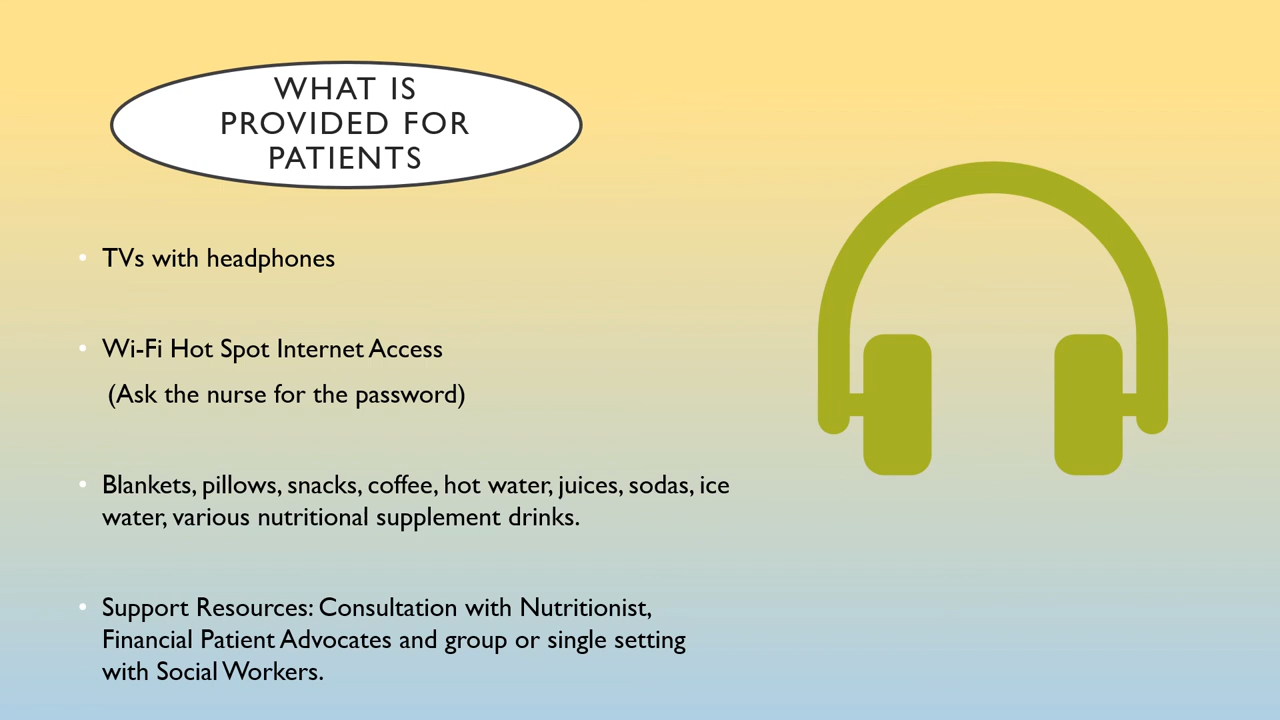 WHAT IS
PROVIDED FOR
PATIENTS
• TVs with headphones
• Wi-Fi Hot Spot Internet Access
(Ask the nurse for the password)
• Blankets, pillows, snacks, coffee, hot water, juices, sodas, ice
water, various nutritional supplement drinks.
• Support Resources: Consultation with Nutritionist,
Financial Patient Advocates and group or single setting
with Social Workers.